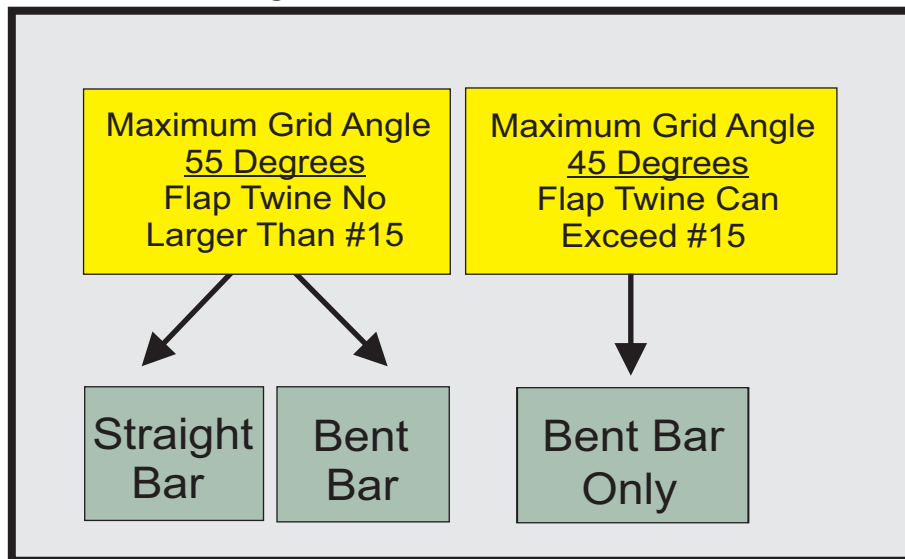 Maximum Grid Angle
55 Degrees
Flap Twine No
Larger Than #15
Maximum Grid Angle
45 Degrees
Flap Twine Can
Exceed #15
Straight
Bar
Bent
Bar
Bent Bar
Only